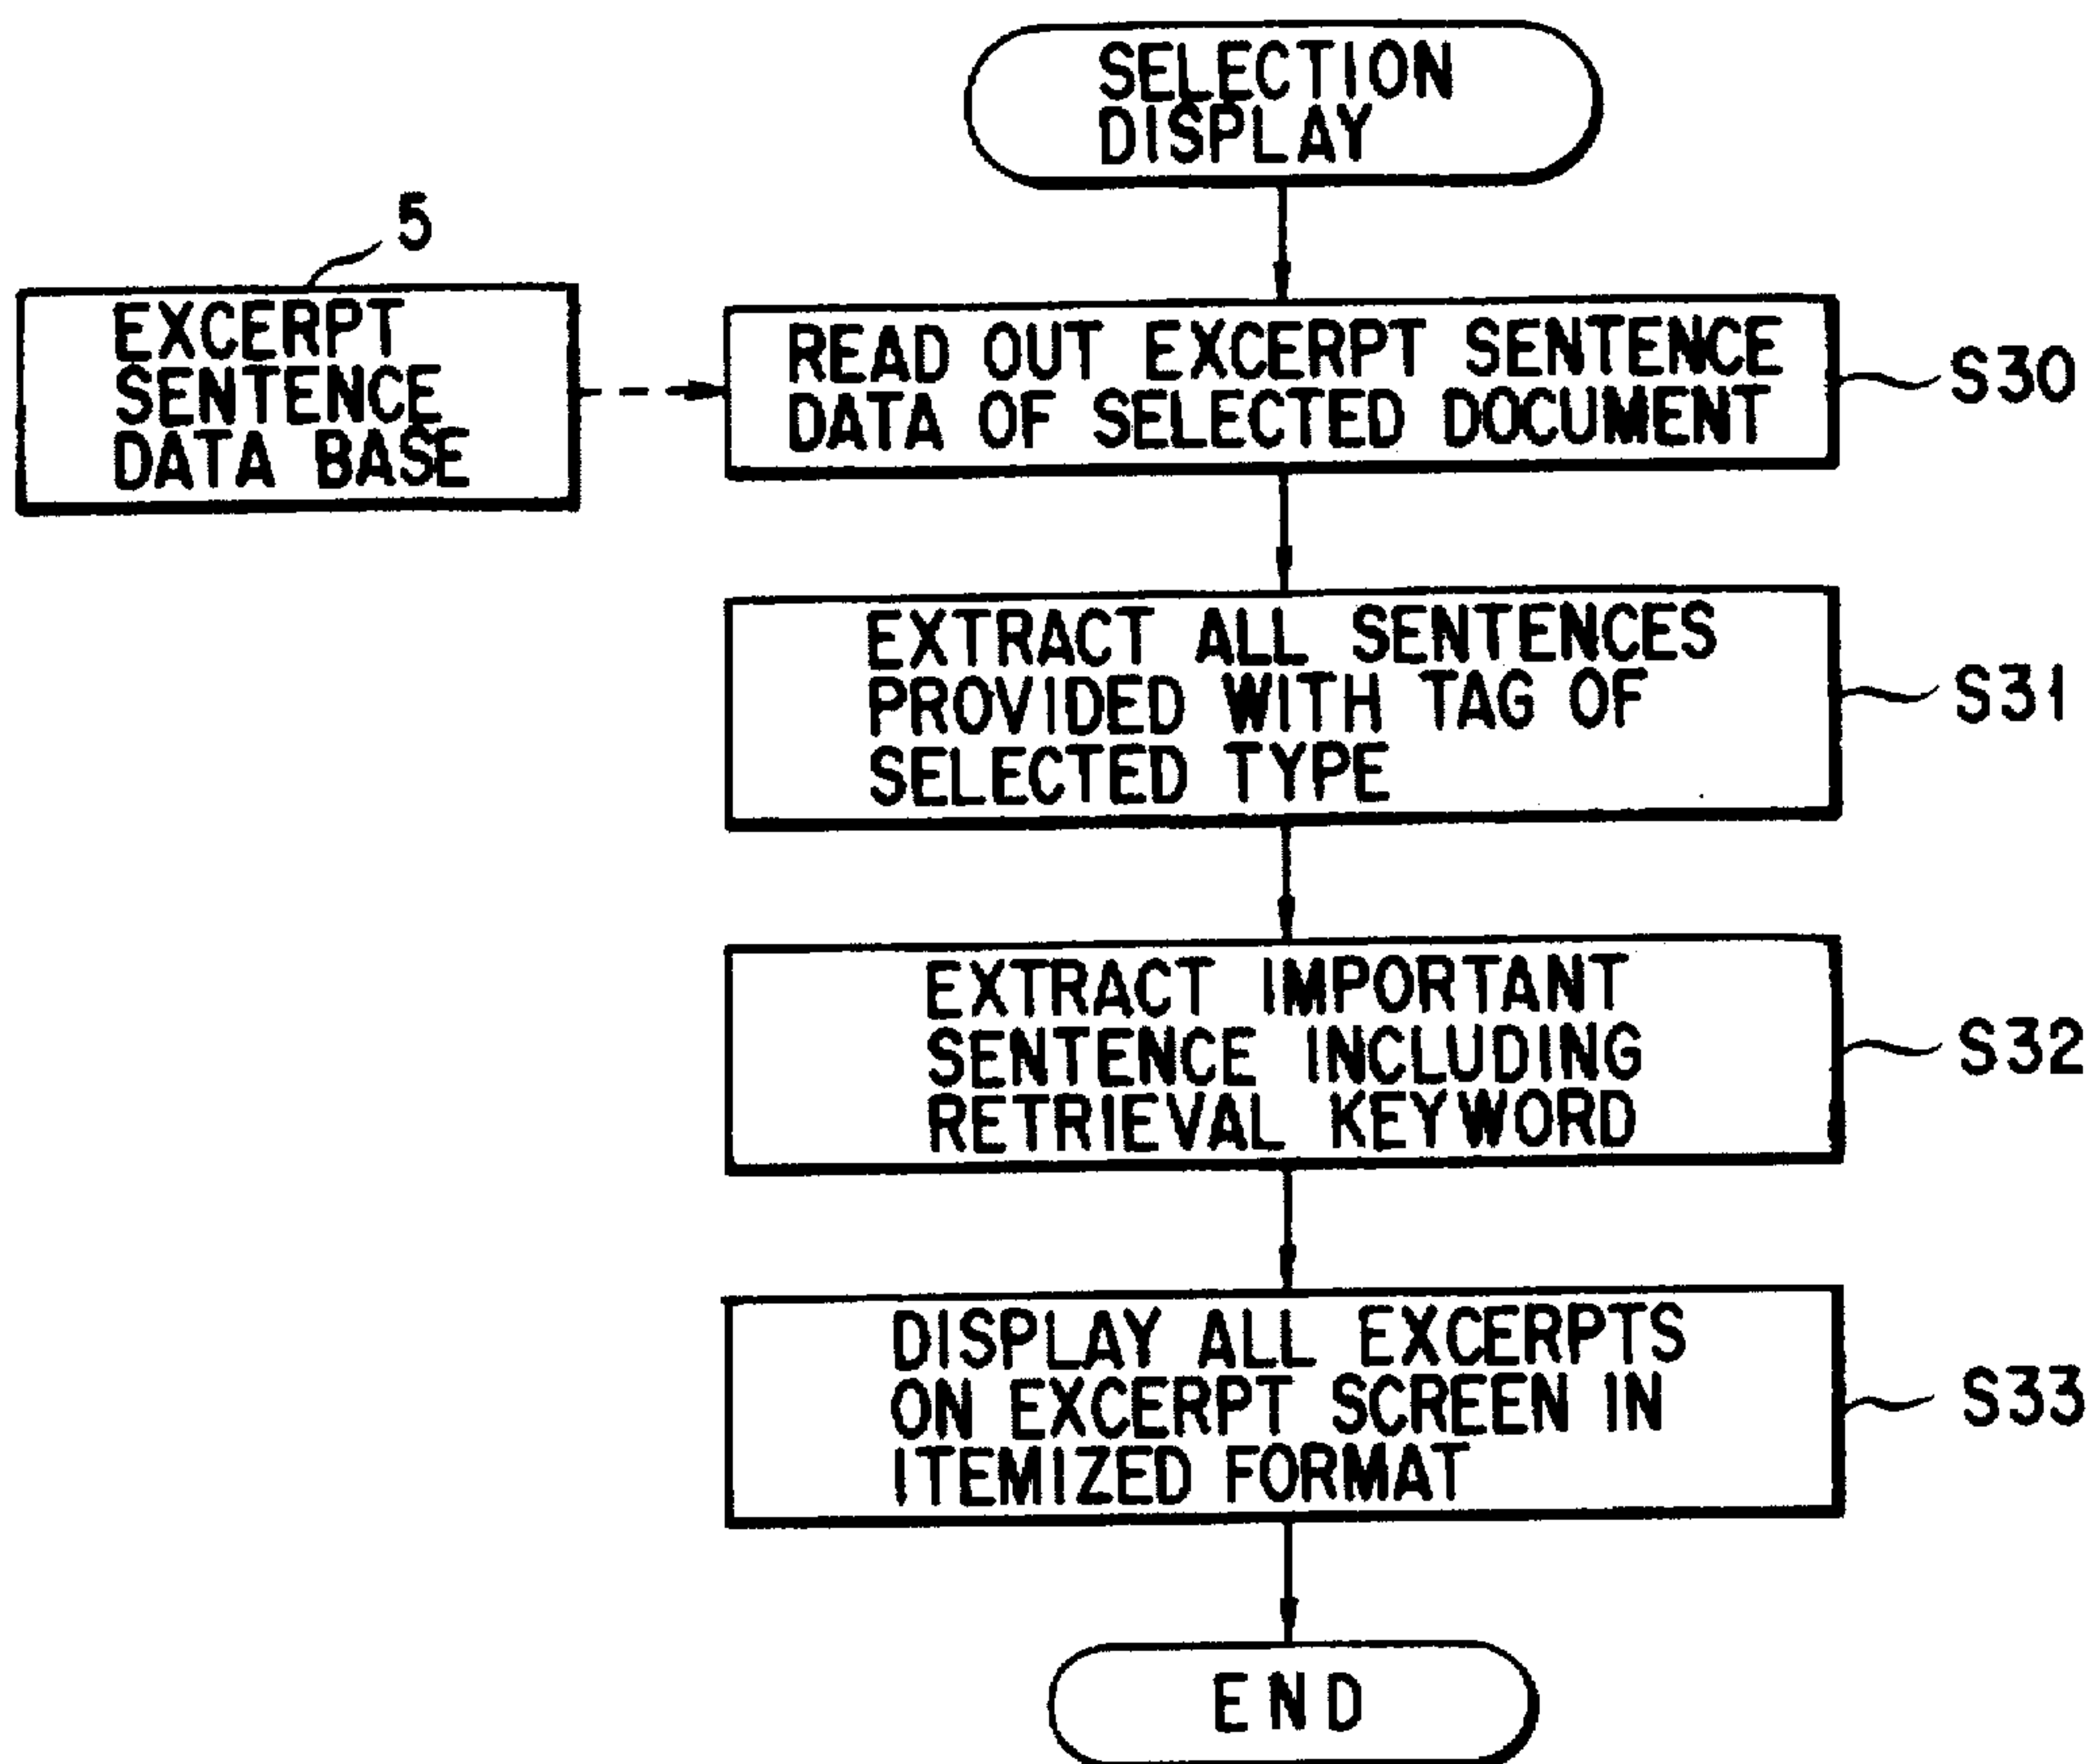 SELECTION
DISPLAY
5
EXCERPT
SENTENCE
DATA BASE
READ OUT EXCERPT SENTENCE
DATA OF SELECTED DOCUMENT
S30
EXTRACT ALL SENTENCES
PROVIDED WITH TAG OF
SELECTED TYPE
S31
EXTRACT IMPORTANT
SENTENCE INCLUDING
RETRIEVAL KEYWORD
S32
DISPLAY ALL EXCERPTS
ON EXCERPT SCREEN IN
ITEMIZED FORMAT
S33
END